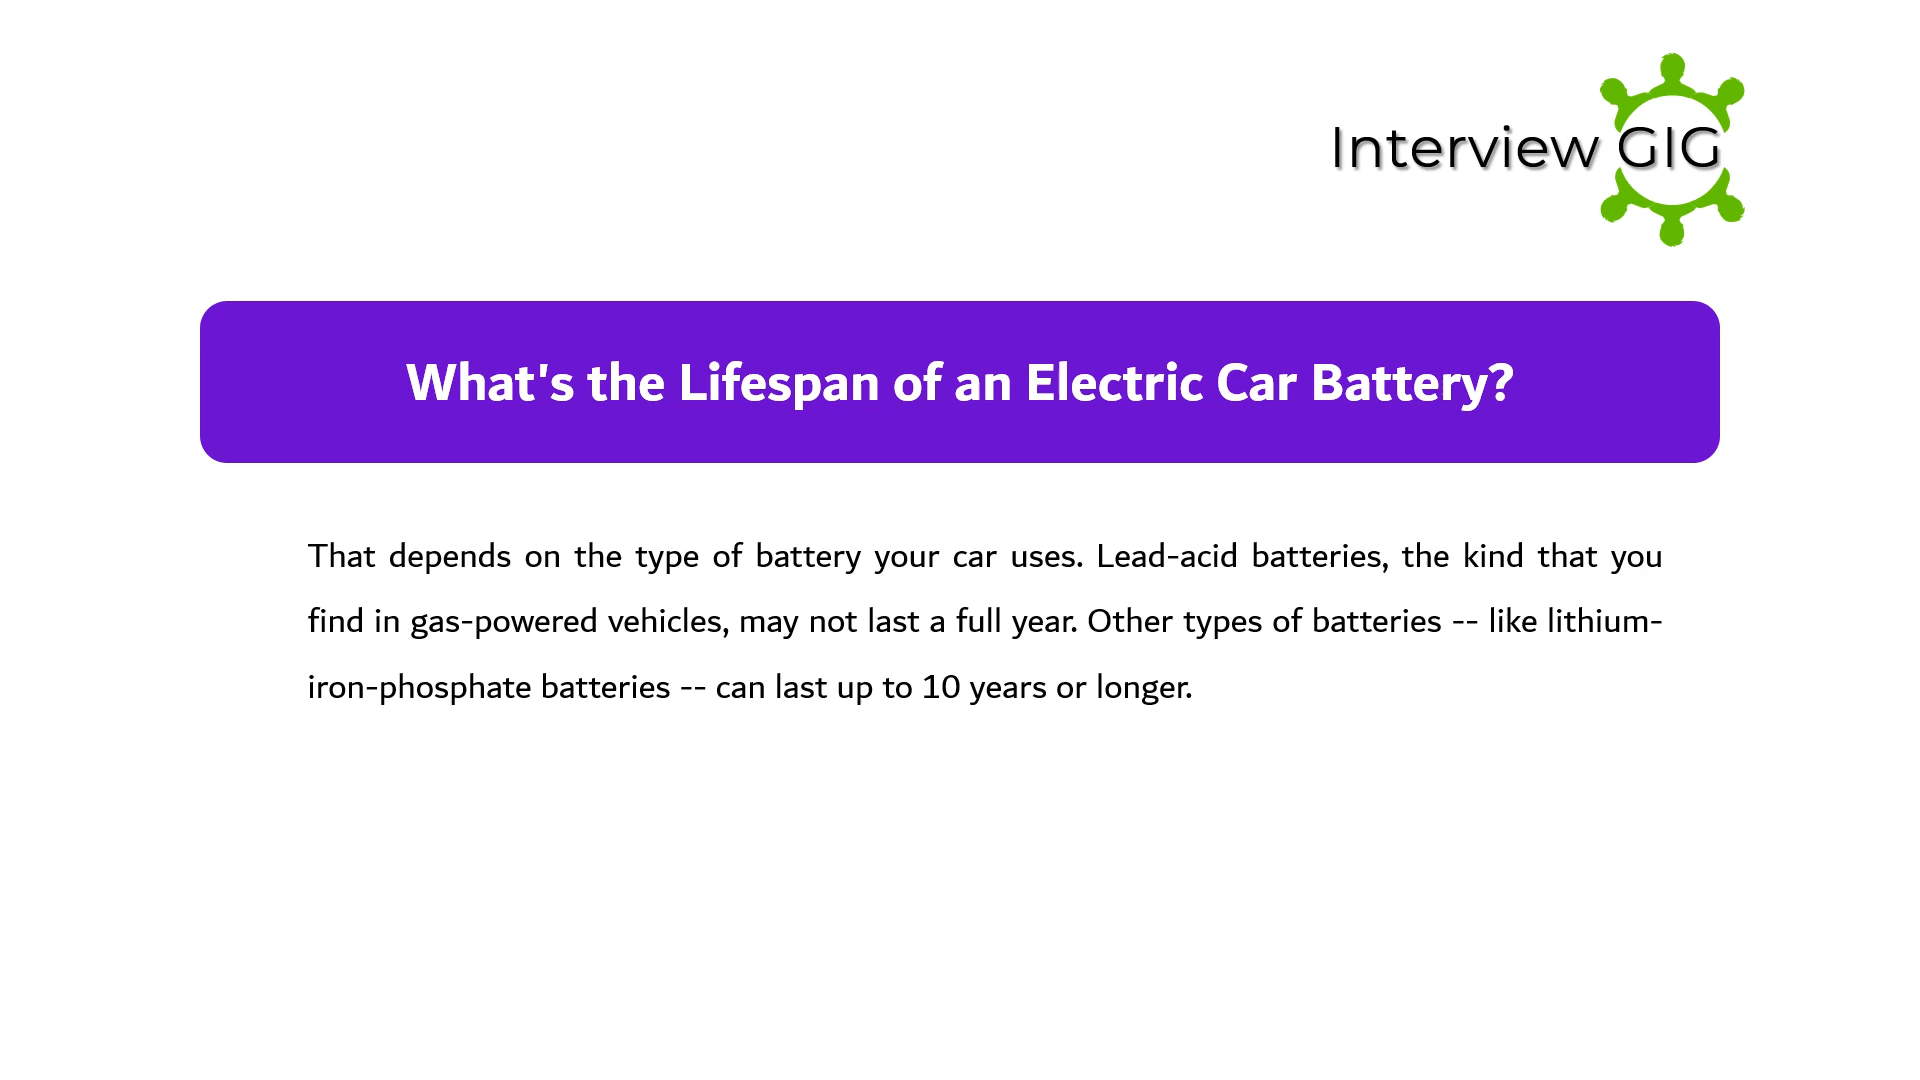 Interview GIG
What's the Lifespan of an Electric Car Battery?
That depends on the type of battery your car uses. Lead-acid batteries, the kind that you
find in gas-powered vehicles, may not last a full year. Other types of batteries -- like lithium-
iron-phosphate batteries -- can last up to 10 years or longer.